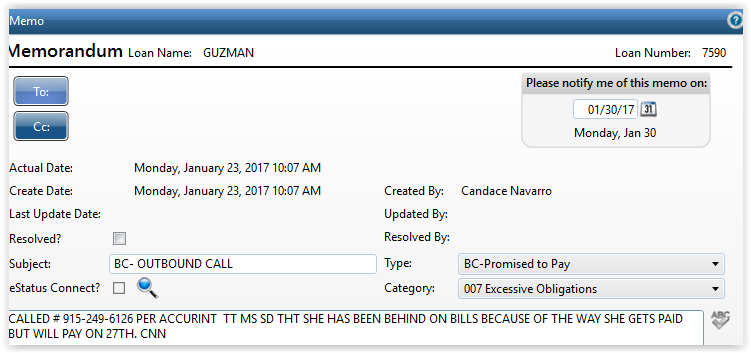 Memo
Memorandum Loan Name: GUZMAN Loan Number: 7590
To:
Cc:
Please notify me of this memo on:
01/30/17 31
Monday, Jan 30
Actual Date: Monday, January 23, 2017 10:07 AM
Create Date: Monday, January 23, 2017 10:07 AM Created By: Candace Navarro
Last Update Date: Updated By:
Resolved? Resolved By:
Subject: BC- OUTBOUND CALL Type: BC-Promised to Pay
eStatus Connect? Category: 007 Excessive Obligations
CALLED # 915-249-6126 PER ACCURINT TT MS SD THT SHE HAS BEEN BEHIND ON BILLS BECAUSE OF THE WAY SHE GETS PAID ABC
BUT WILL PAY ON 27TH. CNN